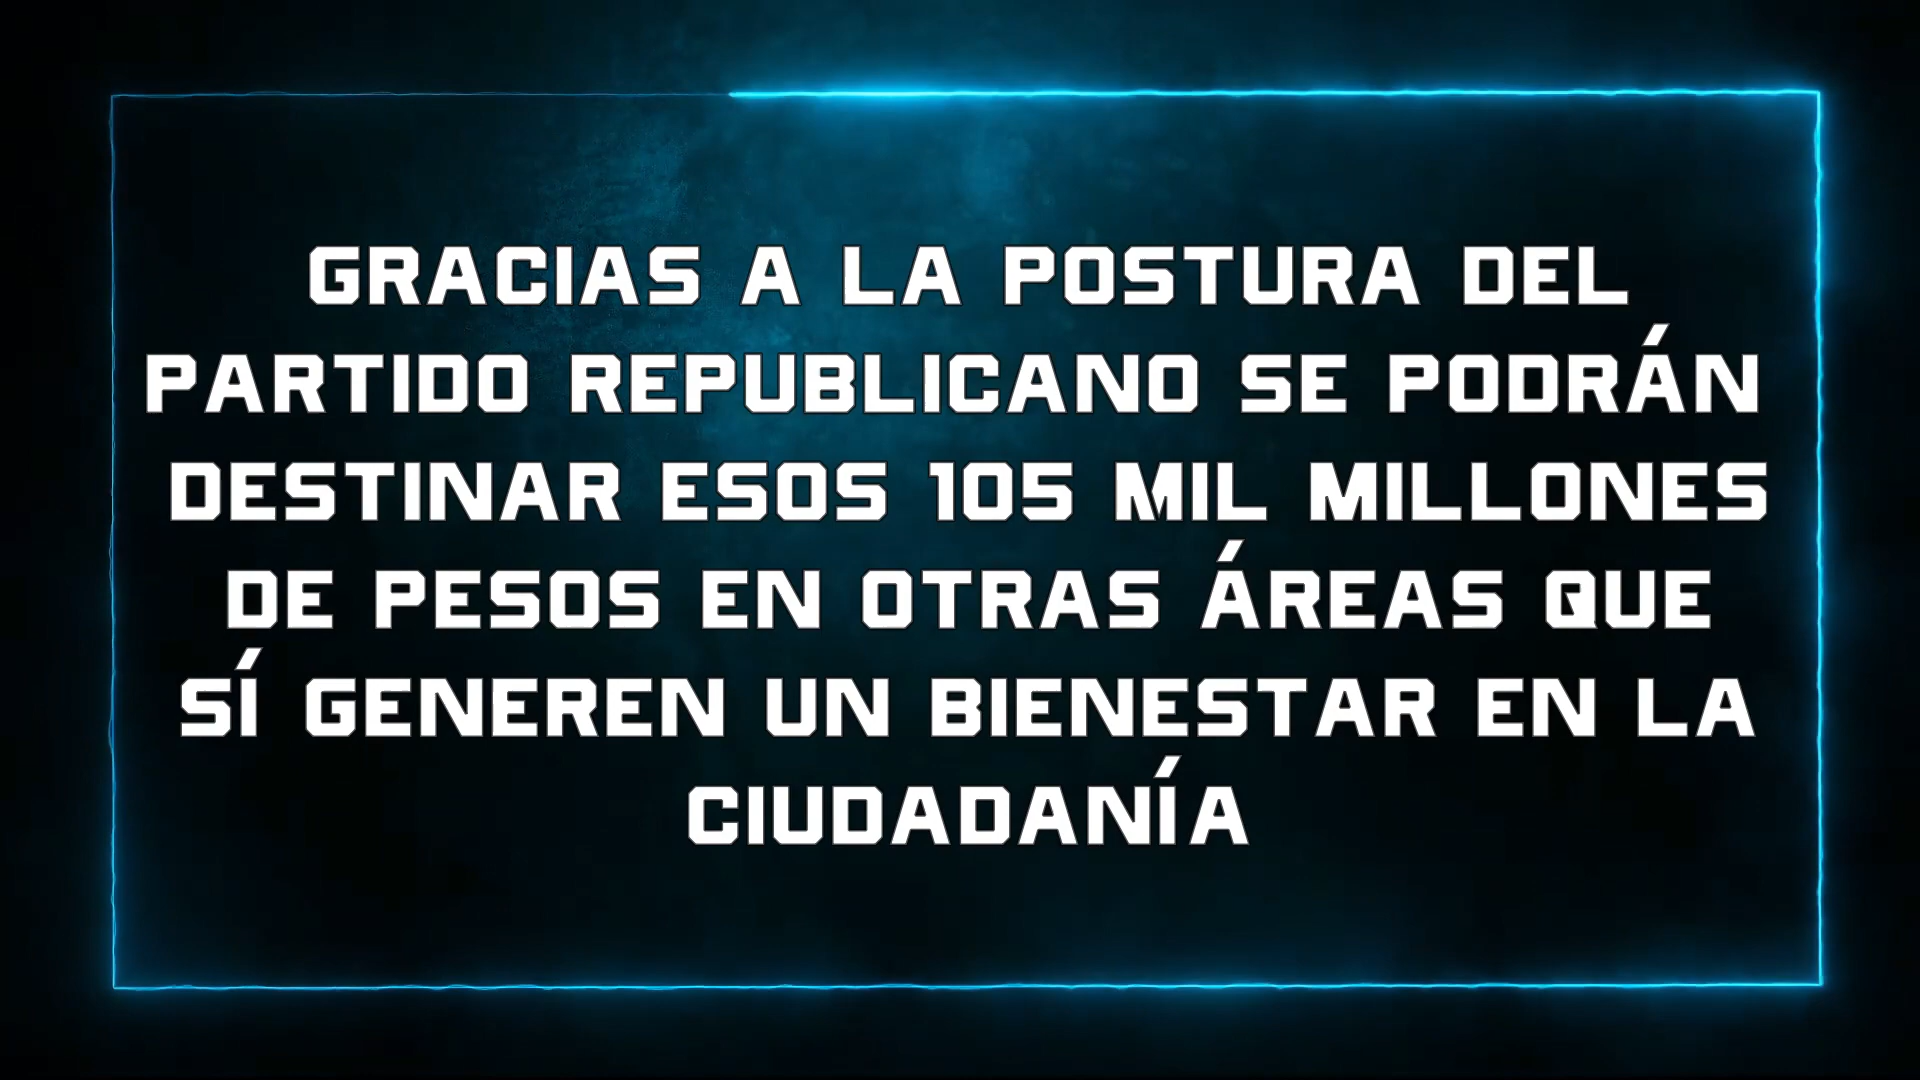 GRACIAS A LA POSTURA DEL
PARTIDO REPUBLICANO SE PODRÁN
DESTINAR ESOS 105 MIL MILLONES
DE PESOS EN OTRAS ÁREAS QUE
SÍ GENEREN UN BIENESTAR EN LA
CIUDADANÍA